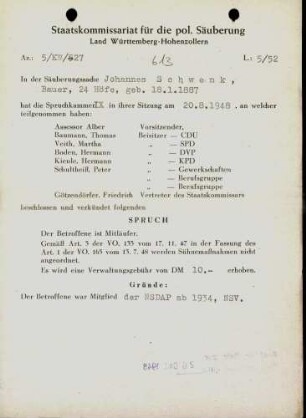 Staatskommissariat für die pol. Säuberung
Land Württemberg-Hohenzollern
Az.: 5/KW/627
613
L.: 5/52
In der Säuberungssache Johannes S c h w e n k ,
Bauer, 24 Höfe, geb. 18.1.1887
hat die Spruchkammer IX in ihrer Sitzung am 20.8.1948 , an welcher
teilgenommen haben:
Assessor Alber Vorsitzender,
Baumann, Thomas Beisitzer — CDU
Veith, Martha „ — SPD
Boden, Hermann „ — DVP
Kienle, Hermann „ — KPD
Schultheiß, Peter „ — Gewerkschaften
„ — Berufsgruppe
„ — Berufsgruppe
Götzendörfer, Friedrich Vertreter des Staatskommissars
beschlossen und verkündet folgenden
SPRUCH
Der Betroffene ist Mitläufer.
Gemäß Art. 3 der VO. 133 vom 17. 11. 47 in der Fassung des
Art. 1 der VO. 165 vom 13. 7. 48 werden Sühnemaßnahmen nicht
angeordnet.
Es wird eine Verwaltungsgebühr von DM 10.— erhoben.
Gründe:
Der Betroffene war Mitglied der NSDAP ab 1934, NSV.